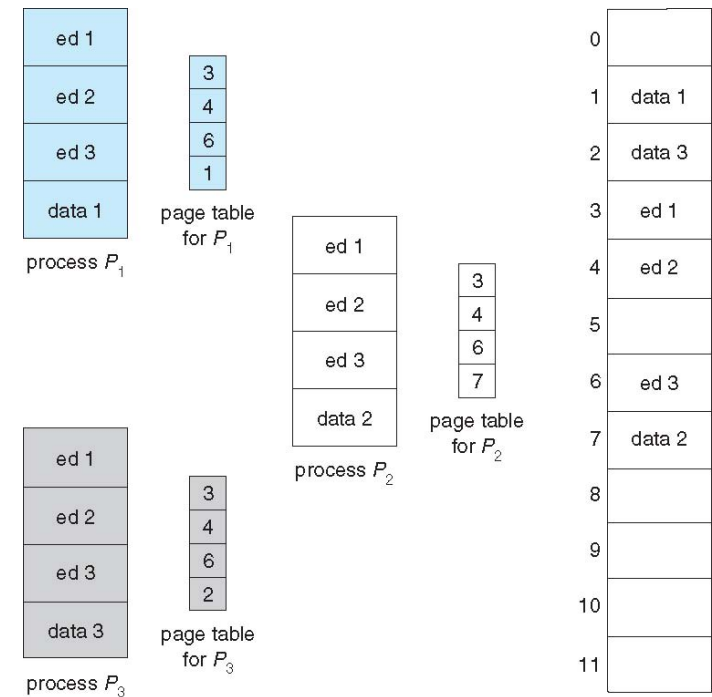 ed 1
ed 2
ed 3
data 1
process P₁
3
4
6
1
page table
for P₁
ed 1
ed 2
ed 3
data 2
process P₂
3
4
6
7
page table
for P₂
ed 1
ed 2
ed 3
data 3
process P₃
3
4
6
2
page table
for P₃
0
1 data 1
2 data 3
3 ed 1
4 ed 2
5
6 ed 3
7 data 2
8
9
10
11